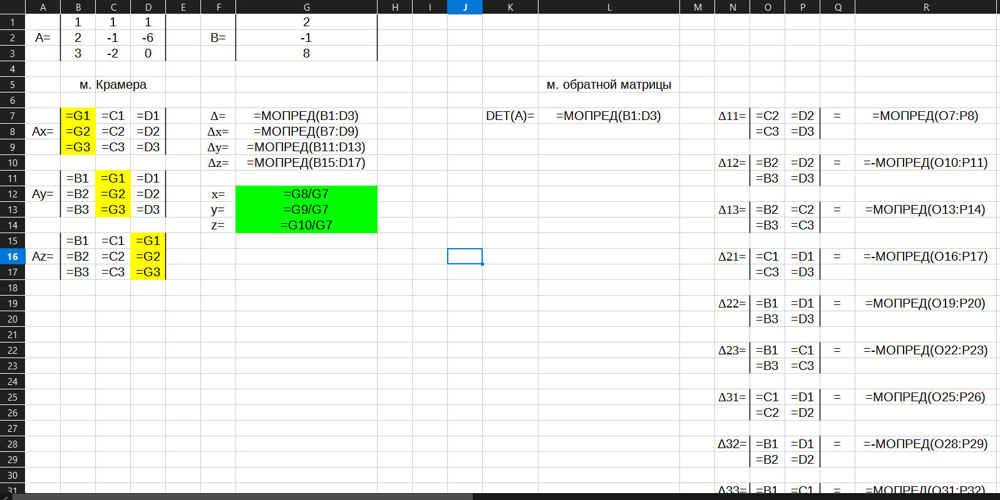 A B C D E F G H I J K L M N O P Q R
1 1 1 1 2
2 A= 2 -1 -6 B= -1
3 3 -2 0 8
4
5 м. Крамера м. обратной матрицы
6
7 =G1 =C1 =D1 Δ= =МОПРЕД(B1:D3) DET(A)= =МОПРЕД(B1:D3) Δ11= =C2 =D2 = =МОПРЕД(O7:P8)
8 Ax= =G2 =C2 =D2 Δx= =МОПРЕД(B7:D9) =C3 =D3
9 =G3 =C3 =D3 Δy= =МОПРЕД(B11:D13)
10 Δz= =МОПРЕД(B15:D17) Δ12= =B2 =D2 = =-МОПРЕД(O10:P11)
11 =B1 =G1 =D1 =B3 =D3
12 Ay= =B2 =G2 =D2 x= =G8/G7
13 =B3 =G3 =D3 y= =G9/G7 Δ13= =B2 =C2 = =МОПРЕД(O13:P14)
14 z= =G10/G7 =B3 =C3
15 =B1 =C1 =G1
16 Az= =B2 =C2 =G2 Δ21= =C1 =D1 = =-МОПРЕД(O16:P17)
17 =B3 =C3 =G3 =C3 =D3
18
19 Δ22= =B1 =D1 = =МОПРЕД(O19:P20)
20 =B3 =D3
21
22 Δ23= =B1 =C1 = =-МОПРЕД(O22:P23)
23 =B3 =C3
24
25 Δ31= =C1 =D1 = =МОПРЕД(O25:P26)
26 =C2 =D2
27
28 Δ32= =B1 =D1 = =-МОПРЕД(O28:P29)
29 =B2 =D2
30
31 Δ33= =B1 =C1 = =МОПРЕД(O31:P32)